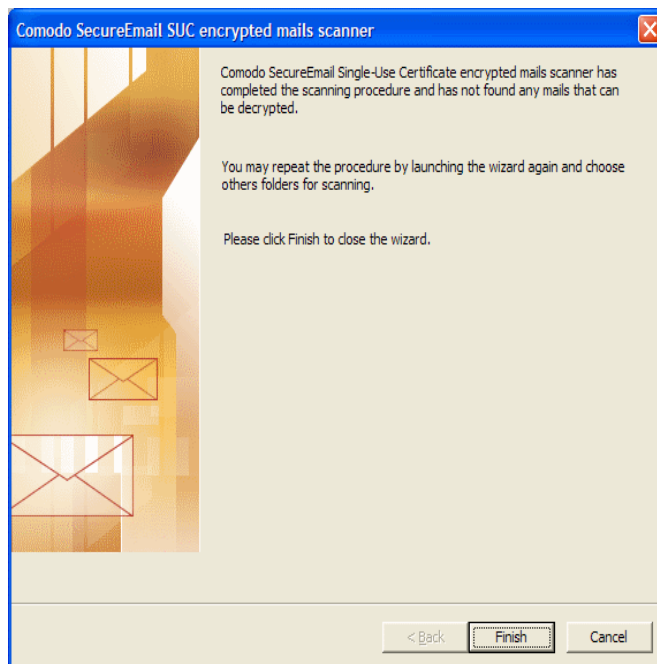 Comodo SecureEmail SUC encrypted mails scanner
Comodo SecureEmail Single-Use Certificate encrypted mails scanner has
completed the scanning procedure and has not found any mails that can
be decrypted.
You may repeat the procedure by launching the wizard again and choose
others folders for scanning.
Please click Finish to close the wizard.
< Back
Finish
Cancel